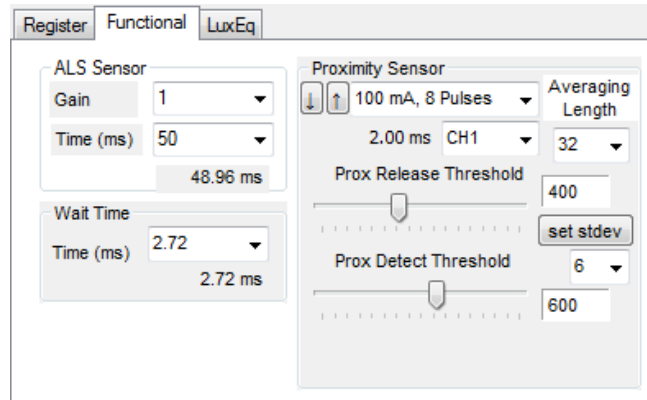 Register Functional LuxEq
ALS Sensor
Gain 1
Time (ms) 50
48.96 ms
Wait Time
Time (ms) 2.72
2.72 ms
Proximity Sensor
↓ ↑ 100 mA, 8 Pulses
Averaging
Length
2.00 ms CH1
32
Prox Release Threshold
400
set stdev
Prox Detect Threshold
6
600